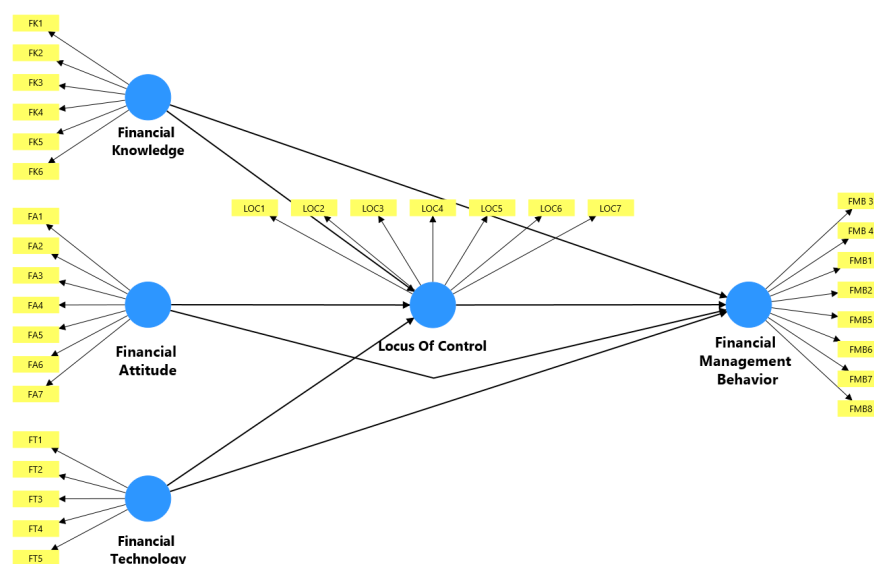 FK1
FK2
FK3
FK4
FK5
FK6
Financial
Knowledge
FA1
FA2
FA3
FA4
FA5
FA6
FA7
Financial
Attitude
FT1
FT2
FT3
FT4
FT5
Financial
Technology
LOC1
LOC2
LOC3
LOC4
LOC5
LOC6
LOC7
Locus Of Control
FMB 3
FMB 4
FMB1
FMB2
FMB5
FMB6
FMB7
FMB8
Financial
Management
Behavior